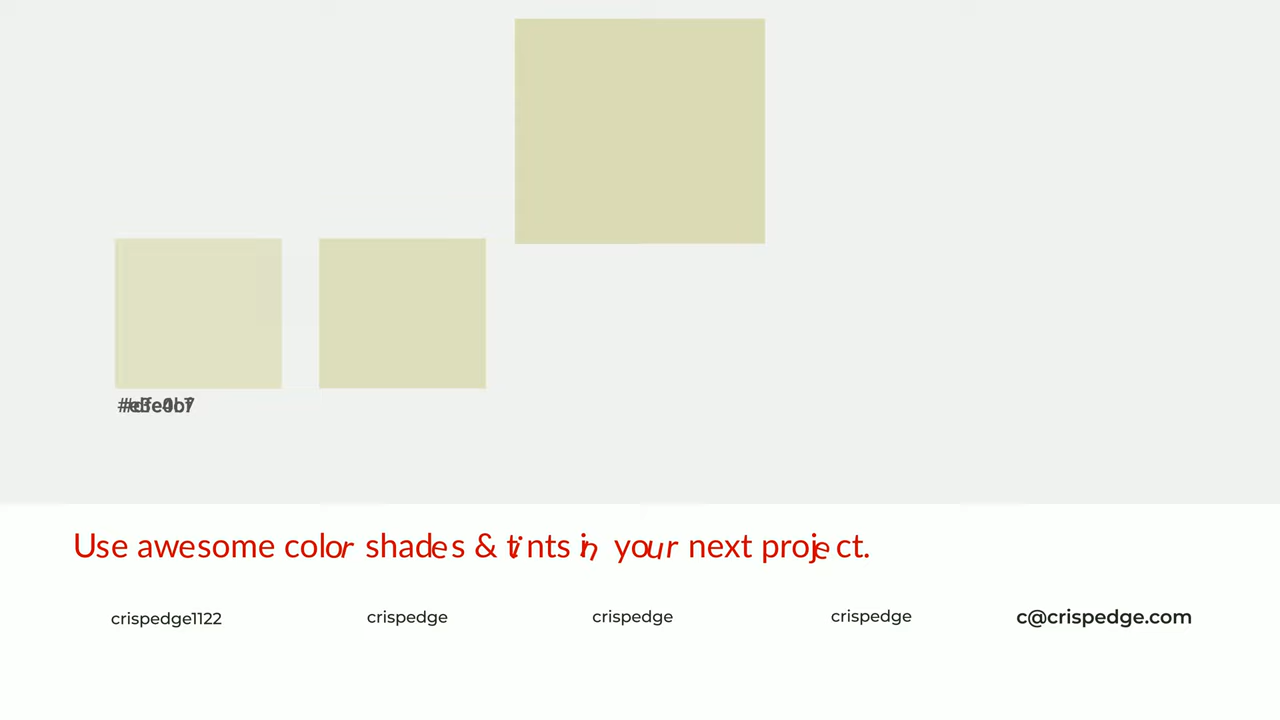 Use awesome color shades & tints in your next project.
crispedge1122 crispedge crispedge crispedge c@crispedge.com